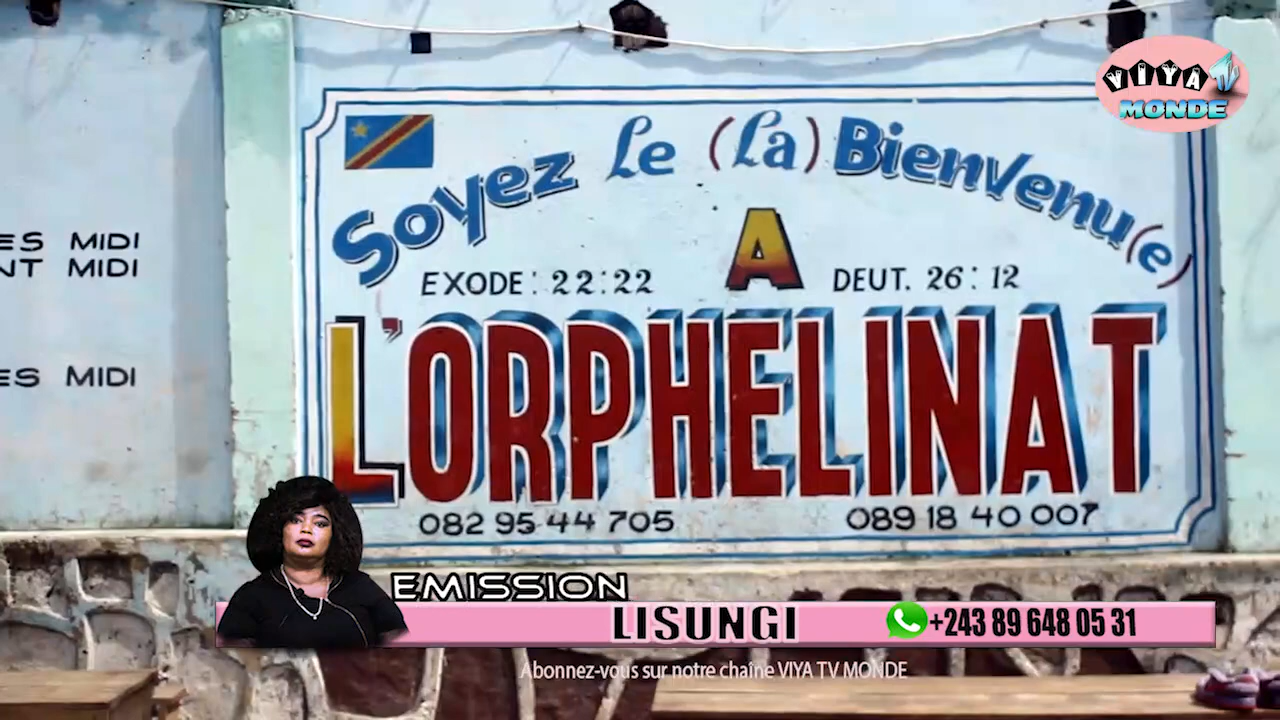 VIYA TV
MONDE
Soyez Le (La) Bienvenu(e)
A
EXODE : 22:22
DEUT. 26:12
L'ORPHELINAT
082 95 44 705
089 18 40 007
ES MIDI
NT MIDI
ES MIDI
EMISSION
LISUNGI
+243 89 648 05 31
Abonnez-vous sur notre chaîne VIYA TV MONDE